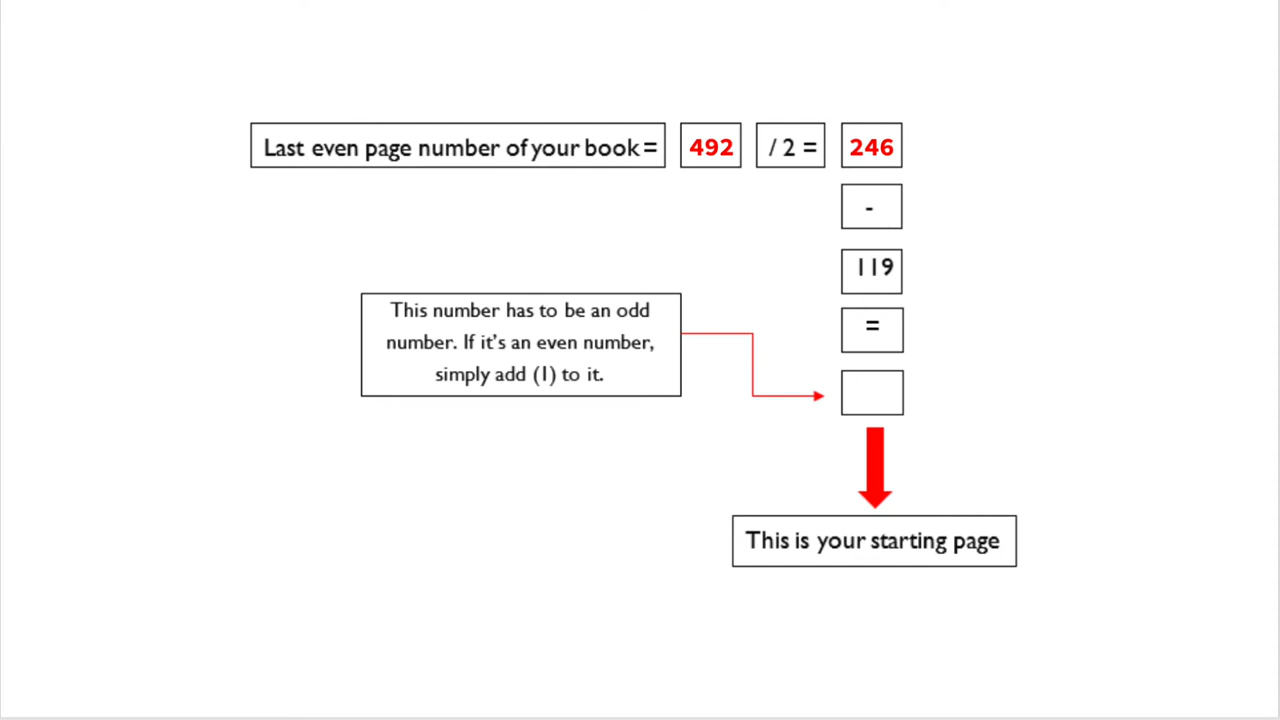 Last even page number of your book = 492 / 2 = 246
-
119
=
This number has to be an odd
number. If it's an even number,
simply add (1) to it.
This is your starting page